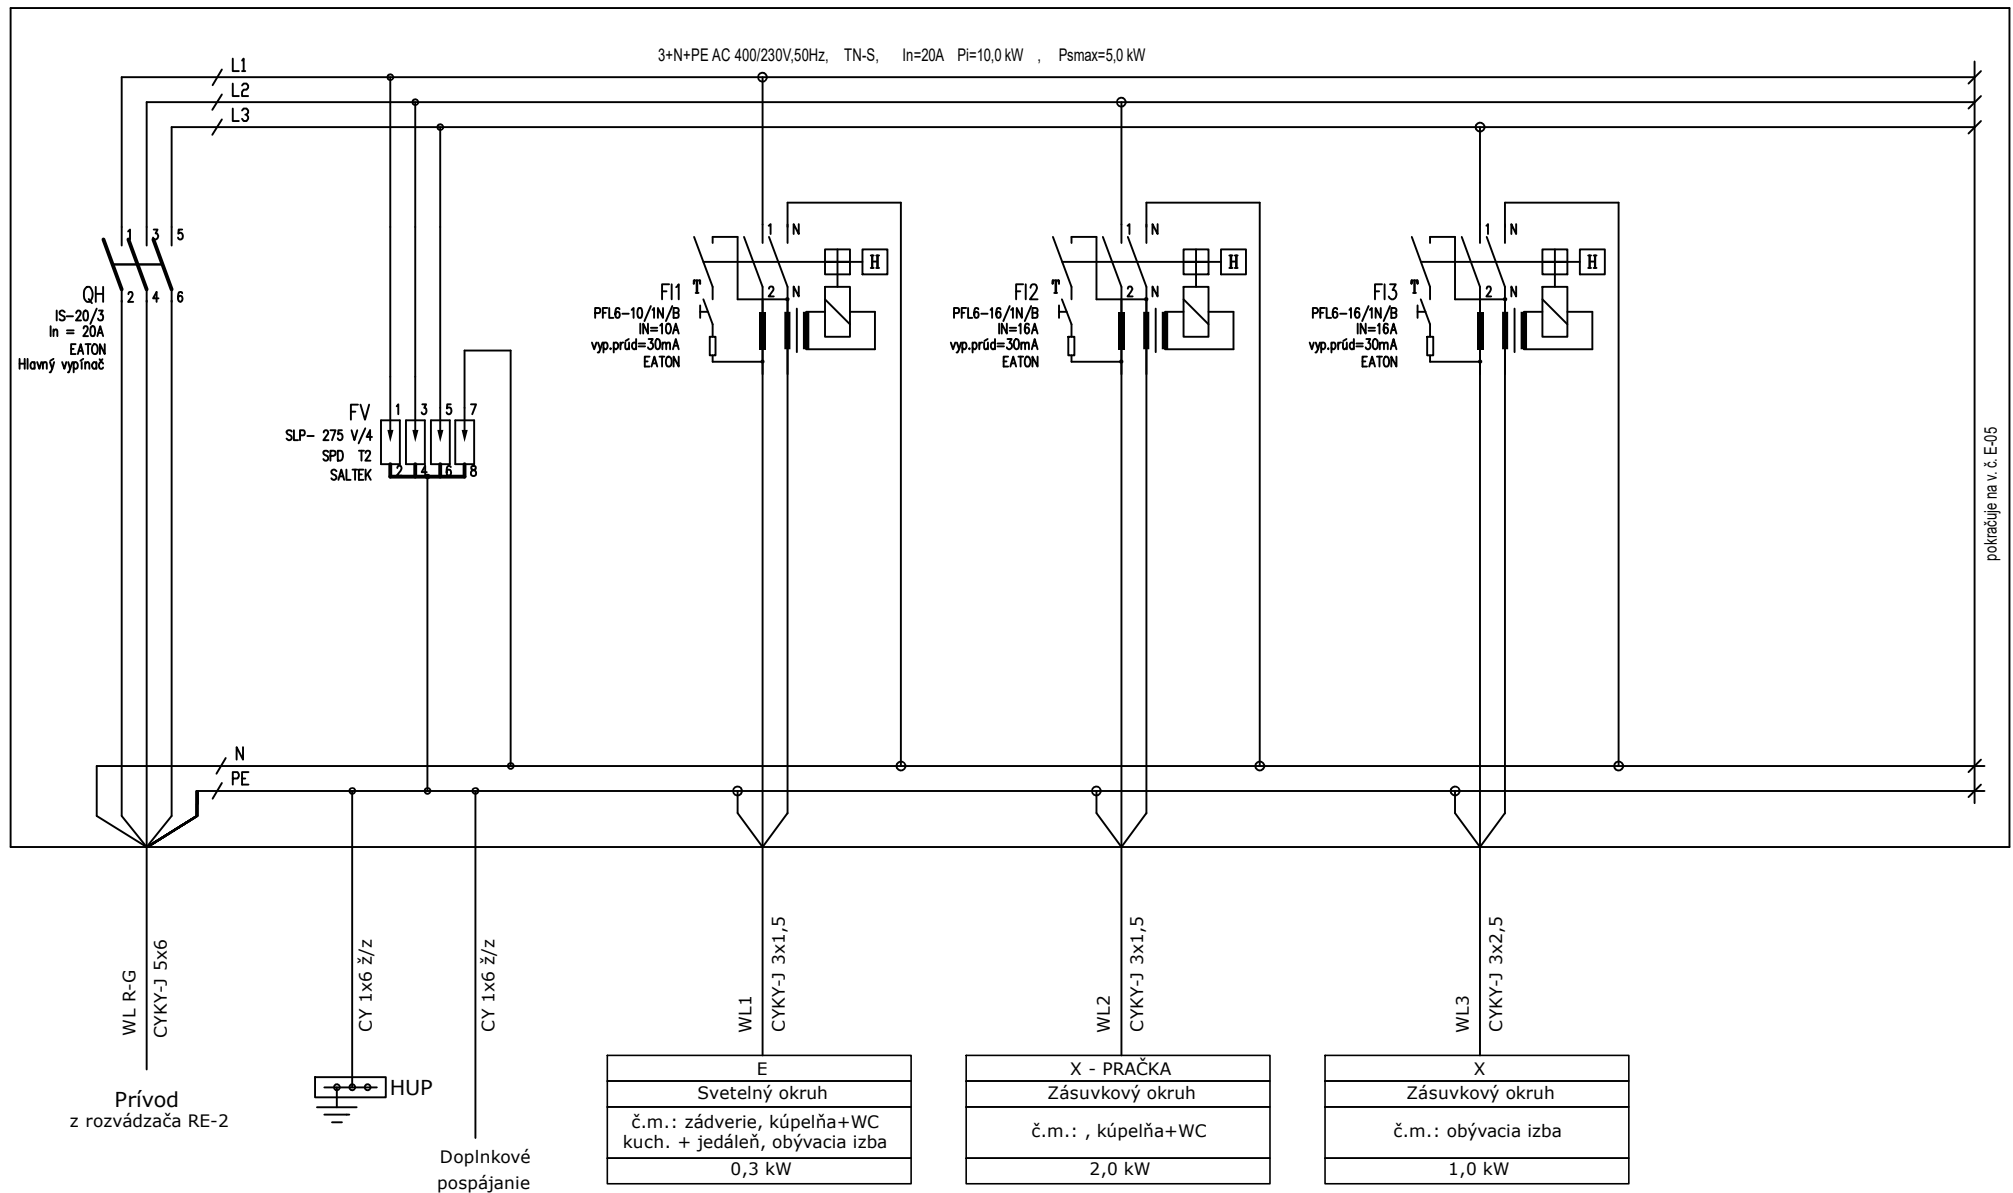 3+N+PE AC 400/230V,50Hz, TN-S, In=20A Pi=10,0 kW , Psmax=5,0 kW
L1
L2
L3
1 3 5
2 4 6
QH
IS-20/3
In = 20A
EATON
Hlavný vypínač
FV
SLP- 275 V/4
SPD T2
SALTEK
1 3 5 7
2 4 6 8
1 N
H
T
2 N
FI1
PFL6-10/1N/B
IN=10A
vyp.prúd=30mA
EATON
1 N
H
T
2 N
FI2
PFL6-16/1N/B
IN=16A
vyp.prúd=30mA
EATON
1 N
H
T
2 N
FI3
PFL6-16/1N/B
IN=16A
vyp.prúd=30mA
EATON
pokračuje na v. č. E-05
N
PE
WL R-G
CYKY-J 5x6
CY 1x6 ž/z
CY 1x6 ž/z
WL1
CYKY-J 3x1,5
WL2
CYKY-J 3x1,5
WL3
CYKY-J 3x2,5
Prívod
z rozvádzača RE-2
HUP
Doplnkové
pospájanie
E
Svetelný okruh
č.m.: zádverie, kúpelňa+WC
kuch. + jedáleň, obývacia izba
0,3 kW
X - PRAČKA
Zásuvkový okruh
č.m.: , kúpelňa+WC
2,0 kW
X
Zásuvkový okruh
č.m.: obývacia izba
1,0 kW